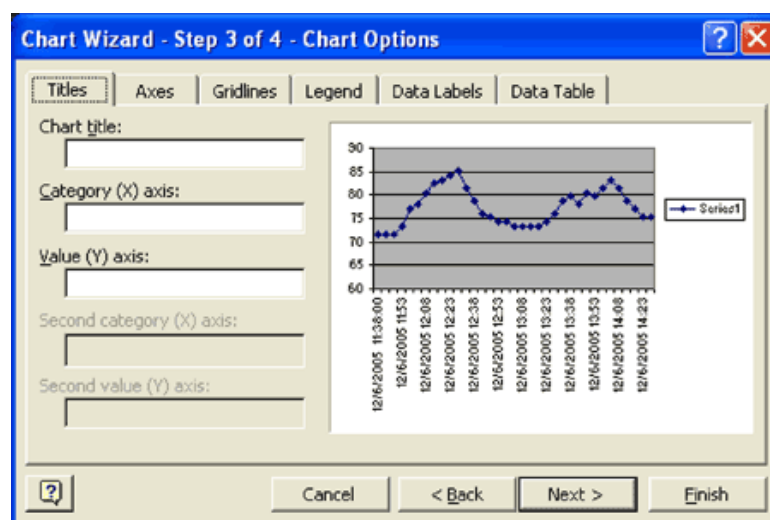 Chart Wizard - Step 3 of 4 - Chart Options
Titles Axes Gridlines Legend Data Labels Data Table
Chart title:
Category (X) axis:
Value (Y) axis:
Second category (X) axis:
Second value (Y) axis:
90
85
80
75
70
65
60
12/6/2005 11:38:00
12/6/2005 11:53
12/6/2005 12:08
12/6/2005 12:23
12/6/2005 12:38
12/6/2005 12:53
12/6/2005 13:08
12/6/2005 13:23
12/6/2005 13:38
12/6/2005 13:53
12/6/2005 14:08
12/6/2005 14:23
Series1
Cancel < Back Next > Finish